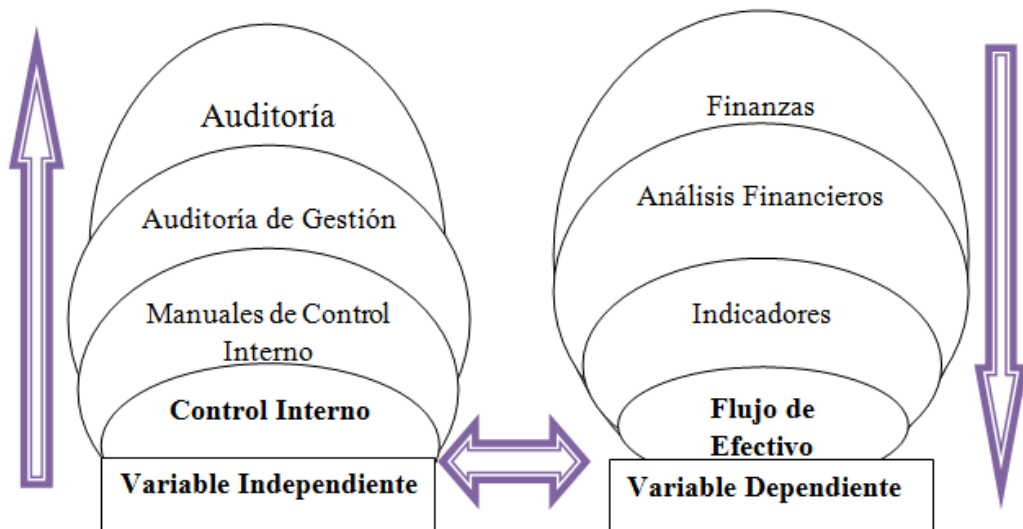 Auditoría
Auditoría de Gestión
Manuales de Control
Interno
Control Interno
Variable Independiente
Finanzas
Análisis Financieros
Indicadores
Flujo de
Efectivo
Variable Dependiente